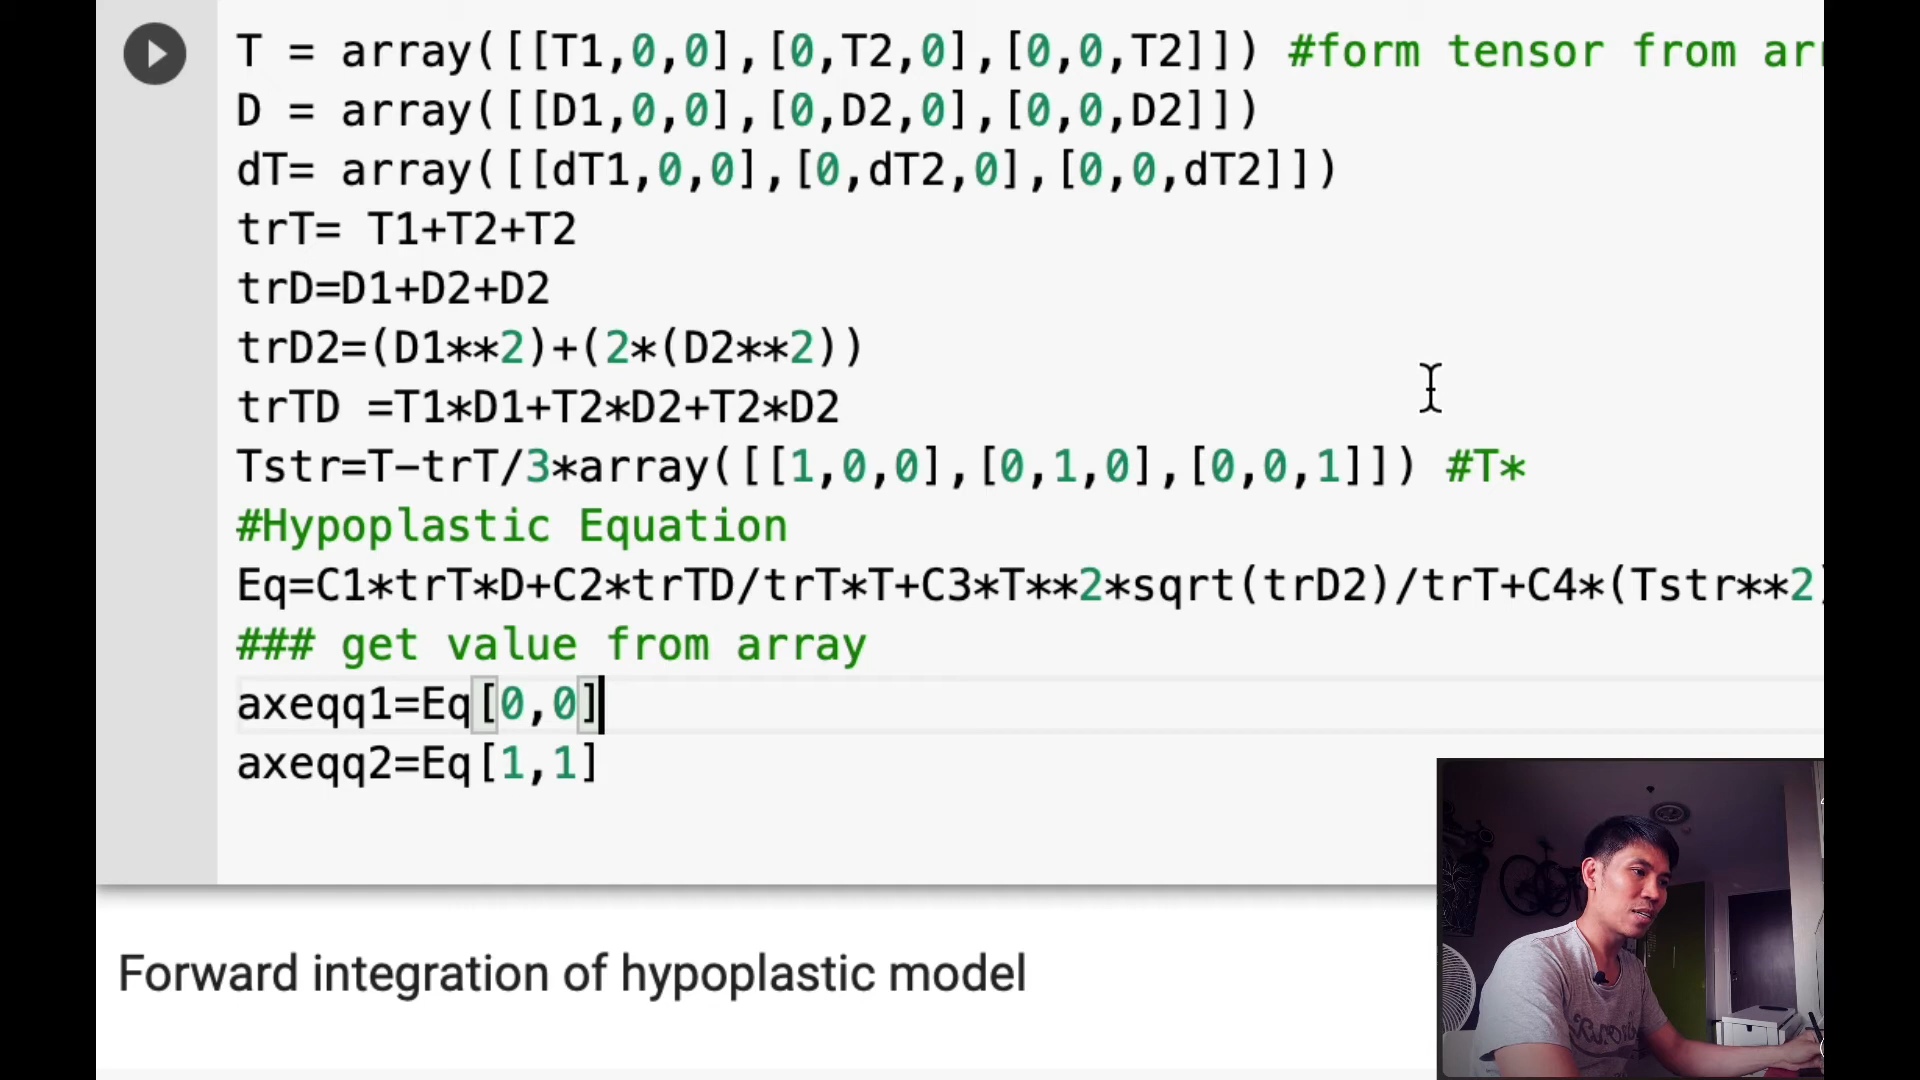 T = array([[T1,0,0],[0,T2,0],[0,0,T2]]) #form tensor from
D = array([[D1,0,0],[0,D2,0],[0,0,D2]])
dT= array([[dT1,0,0],[0,dT2,0],[0,0,dT2]])
trT= T1+T2+T2
trD=D1+D2+D2
trD2=(D1**2)+(2*(D2**2))
trTD =T1*D1+T2*D2+T2*D2
Tstr=T-trT/3*array([[1,0,0],[0,1,0],[0,0,1]]) #T*
#Hypoplastic Equation
Eq=C1*trT*D+C2*trTD/trT*T+C3*T**2*sqrt(trD2)/trT+C4*(Tstr**2)
### get value from array
axeqq1=Eq[0,0]
axeqq2=Eq[1,1]
Forward integration of hypoplastic model